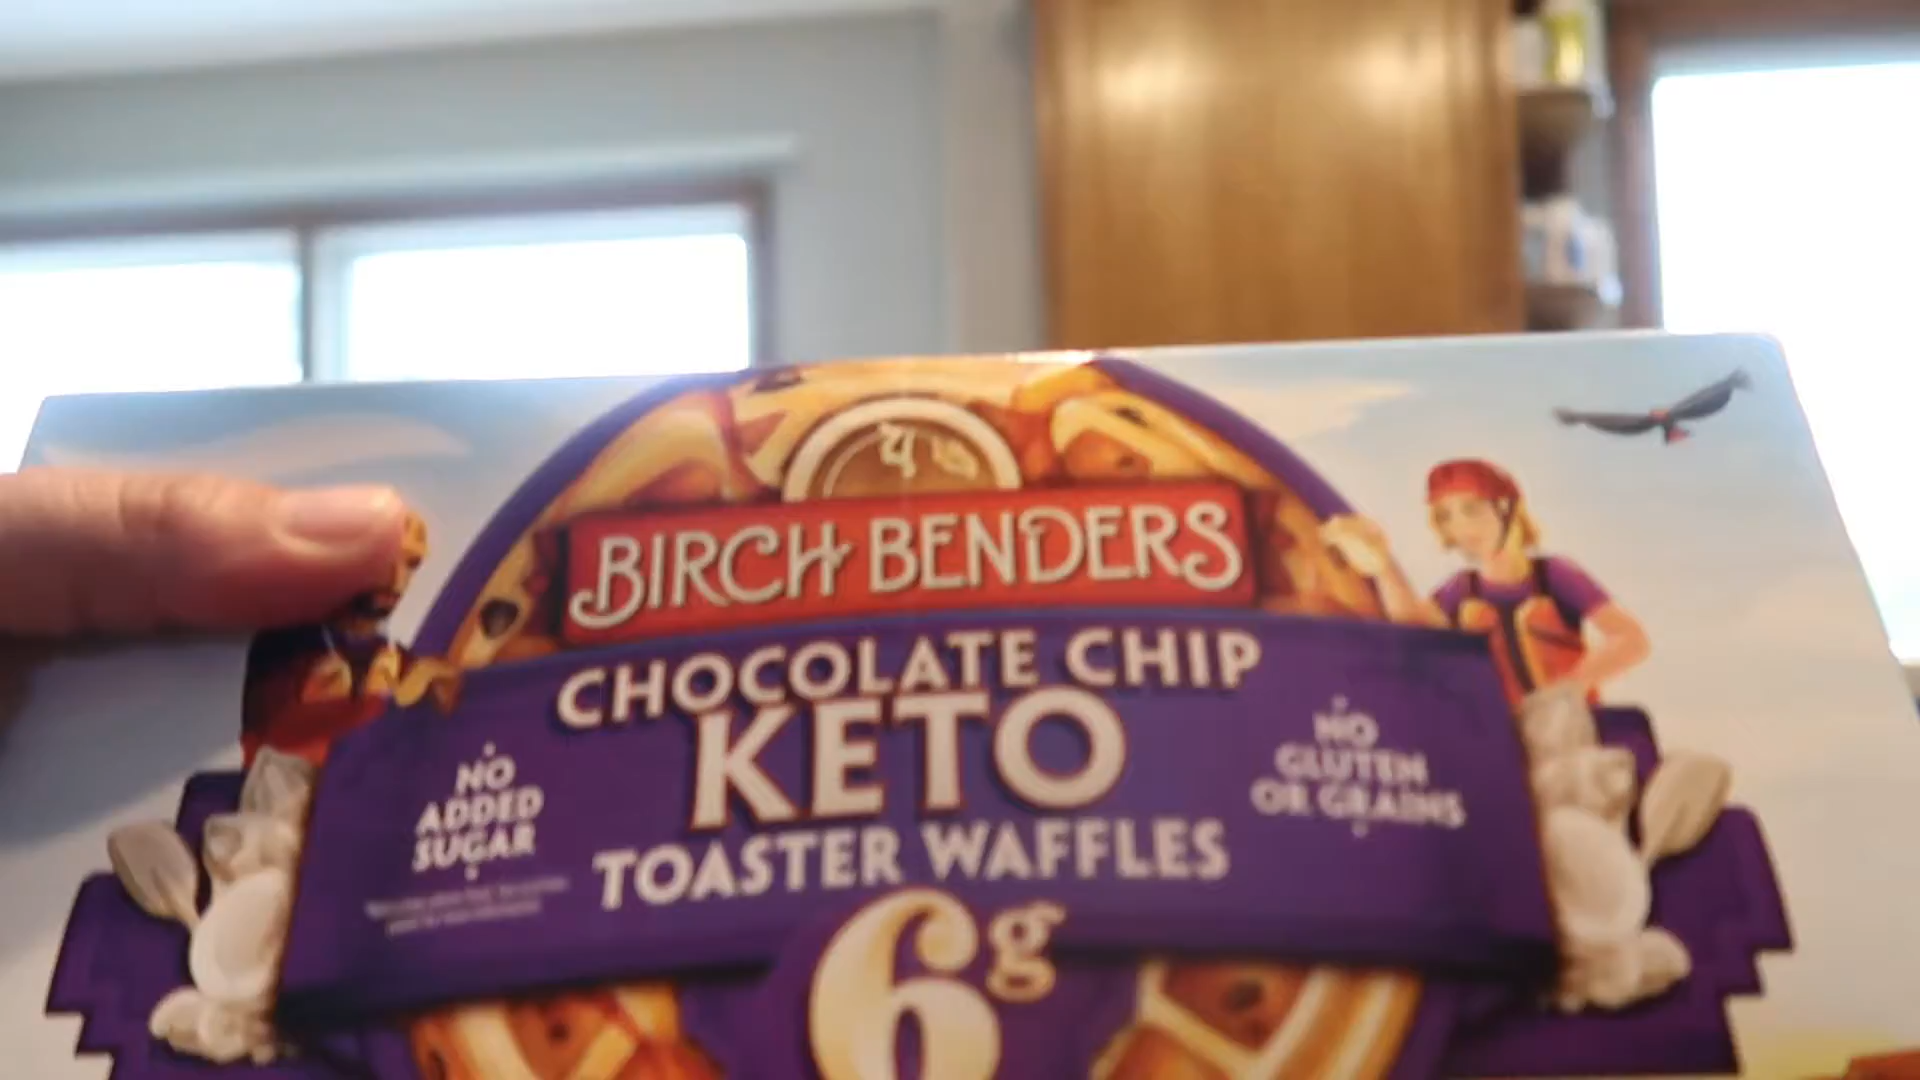 BIRCH BENDERS
CHOCOLATE CHIP
KETO
TOASTER WAFFLES
NO
ADDED
SUGAR
NO
GLUTEN
OR GRAINS
6g